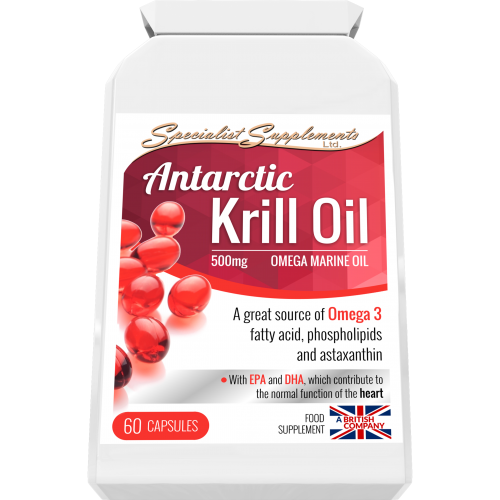 Specialist Supplements
Ltd.
Antarctic
Krill Oil
500mg OMEGA MARINE OIL
A great source of Omega 3
fatty acid, phospholipids
and astaxanthin
• With EPA and DHA, which contribute to
the normal function of the heart
60 CAPSULES
FOOD
SUPPLEMENT
A BRITISH
COMPANY